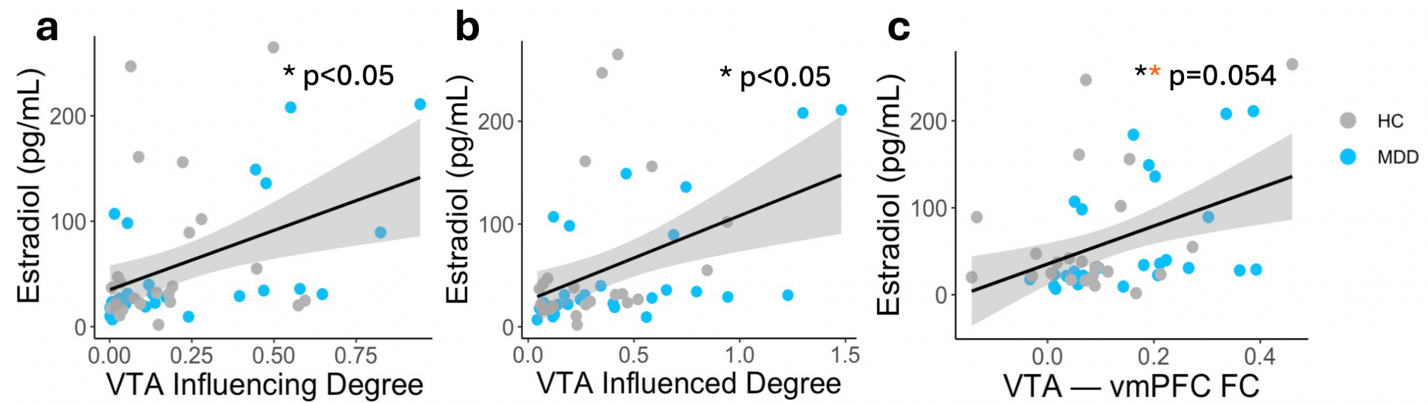 a
Estradiol (pg/mL)
* p<0.05
200
100
0
0.00 0.25 0.50 0.75
VTA Influencing Degree
b
Estradiol (pg/mL)
* p<0.05
200
100
0
0.0 0.5 1.0 1.5
VTA Influenced Degree
c
Estradiol (pg/mL)
** p=0.054
200
100
0
0.0 0.2 0.4
VTA — vmPFC FC
HC
MDD